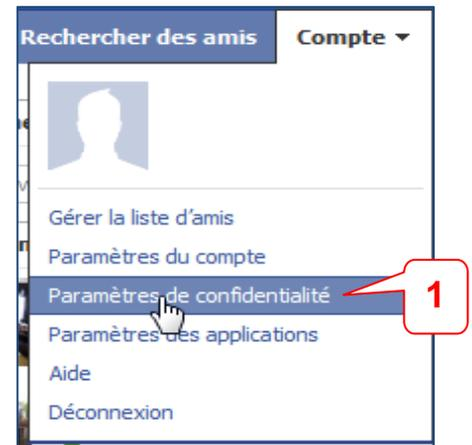 Rechercher des amis Compte
Gérer la liste d'amis
Paramètres du compte
Paramètres de confidentialité 1
Paramètres des applications
Aide
Déconnexion